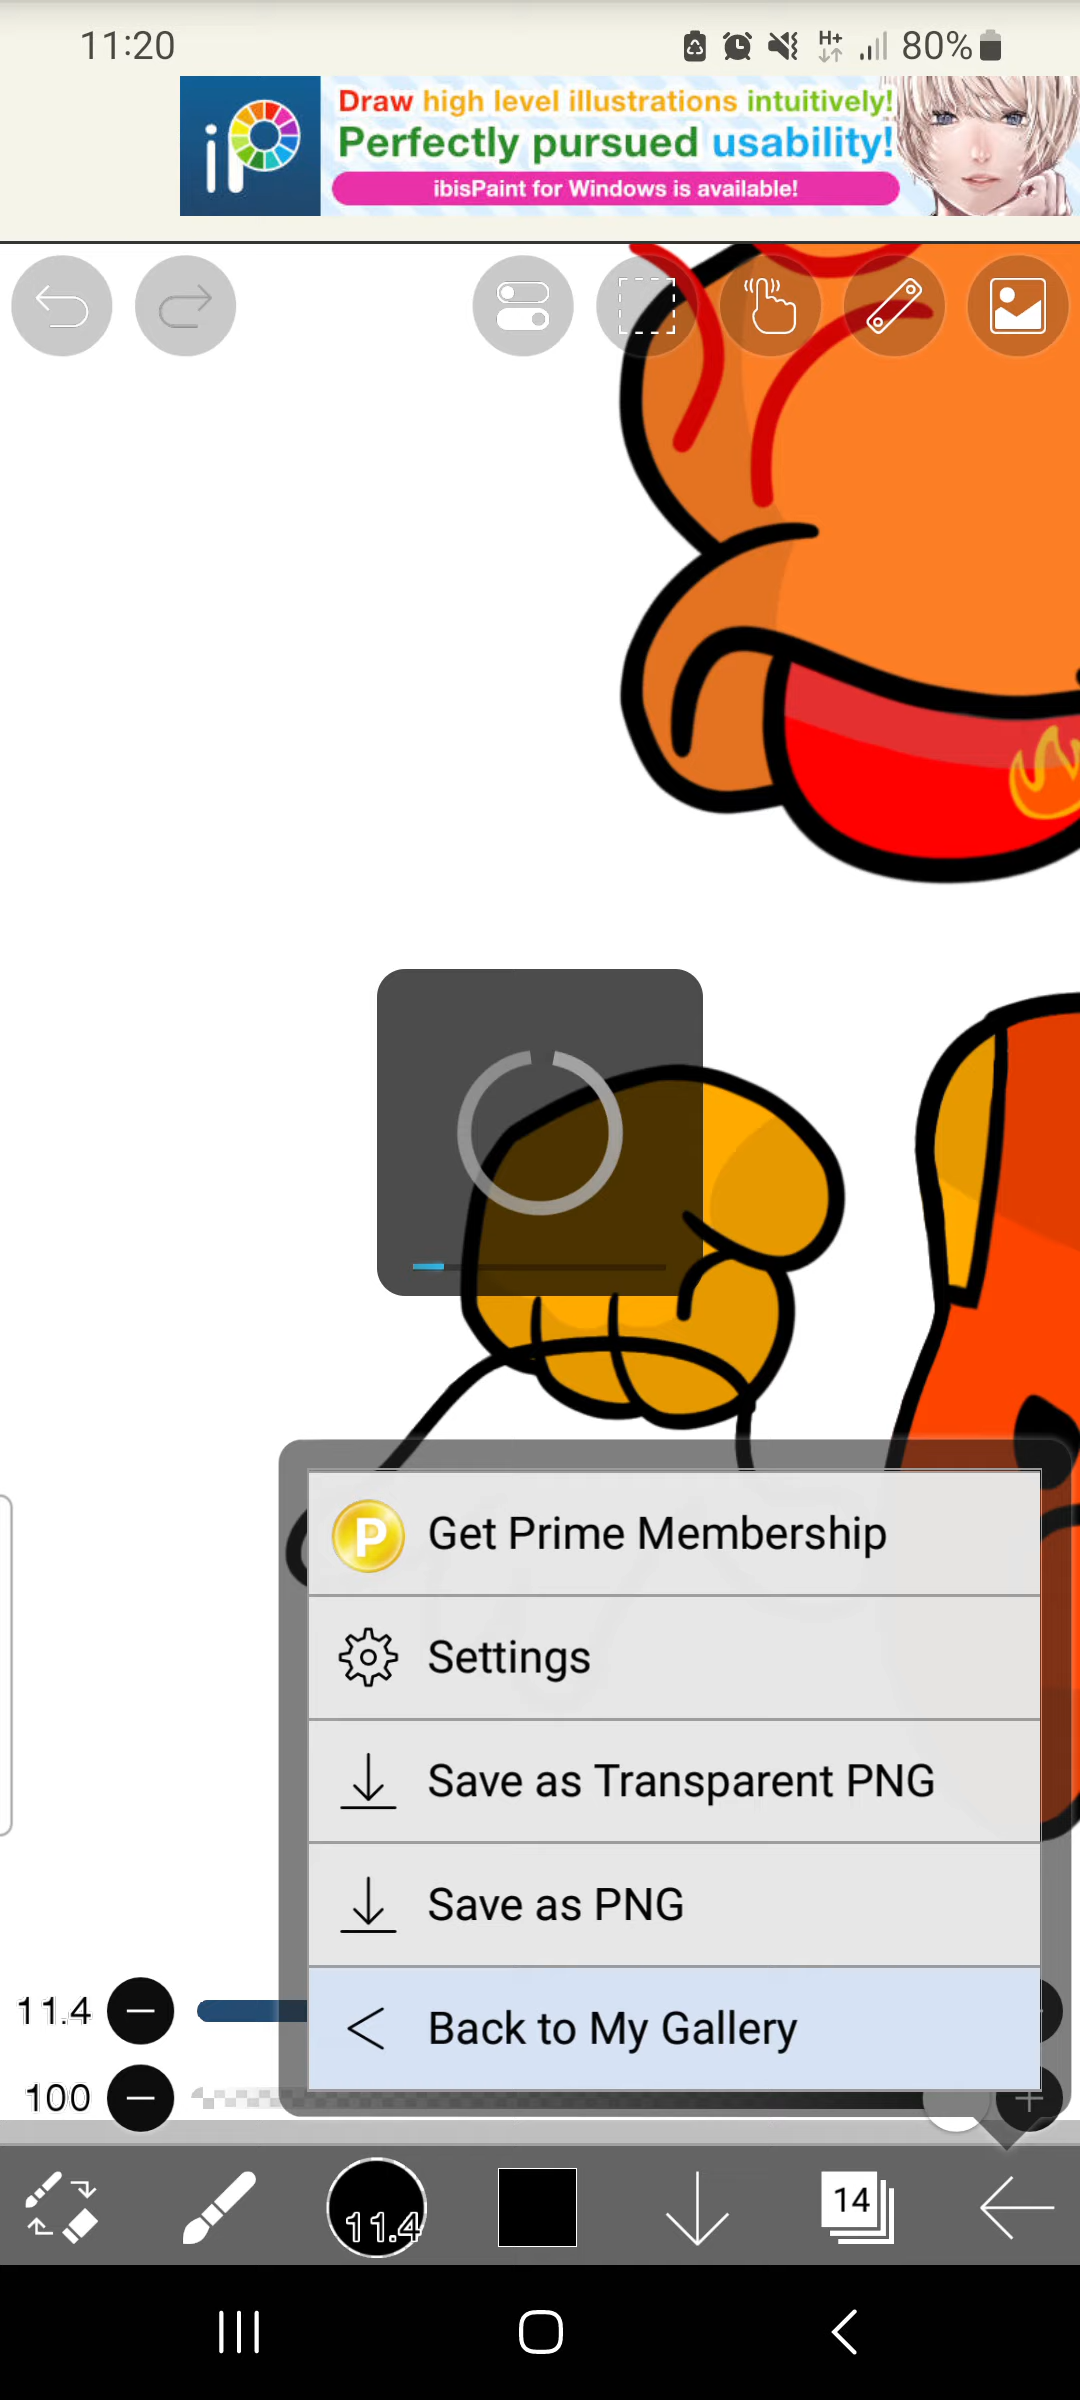 11:20
H+
80%
iP
Draw high level illustrations intuitively!
Perfectly pursued usability!
ibisPaint for Windows is available!
P
Get Prime Membership
Settings
Save as Transparent PNG
Save as PNG
Back to My Gallery
11.4
100
11.4
14